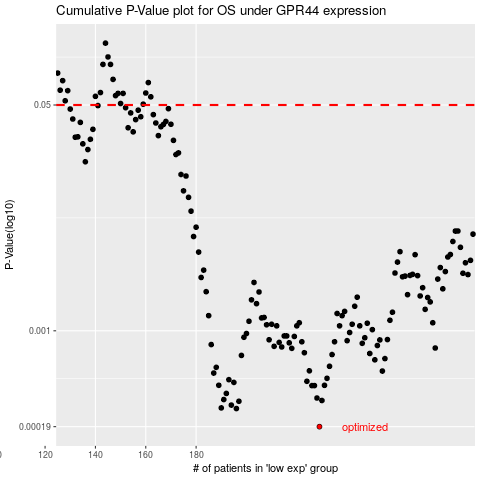 Cumulative P-Value plot for OS under GPR44 expression
0.05
P-Value(log10)
0.001
0.00019
optimized
0 120 140 160 180
# of patients in 'low exp' group